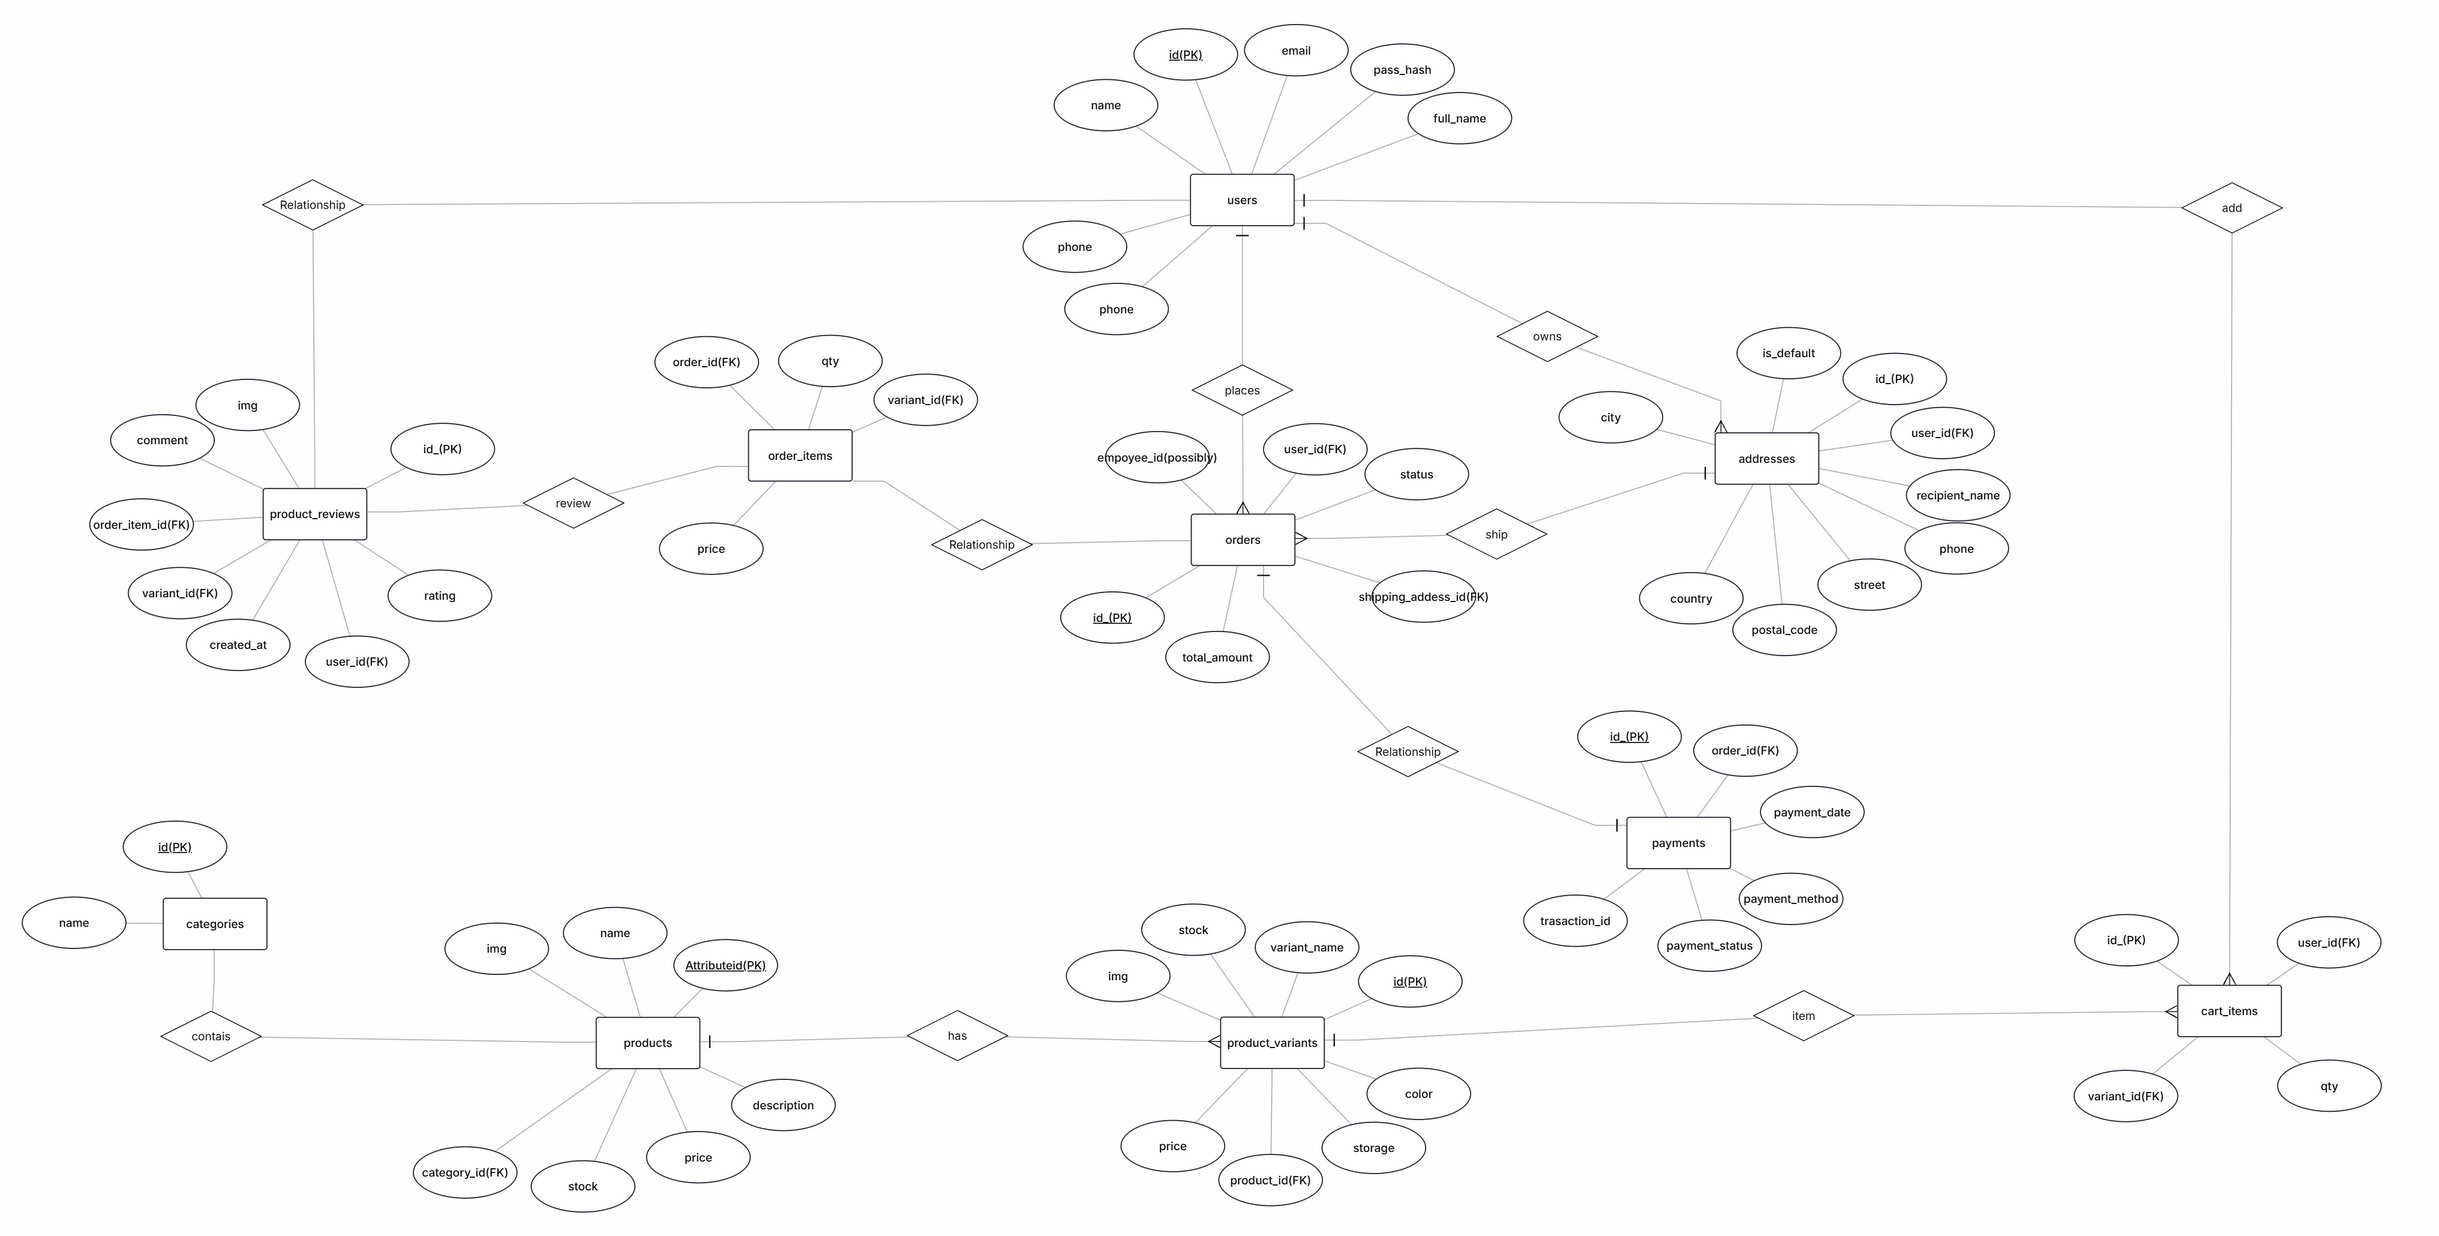 id(PK)
email
pass_hash
name
full_name
users
Relationship
add
phone
phone
owns
is_default
order_id(FK)
qty
id_(PK)
places
variant_id(FK)
img
city
user_id(FK)
comment
id_(PK)
user_id(FK)
order_items
empoyee_id(possibly)
addresses
status
recipient_name
review
product_reviews
order_item_id(FK)
ship
orders
Relationship
price
phone
street
variant_id(FK)
rating
shipping_addess_id(FK)
country
id_(PK)
postal_code
created_at
total_amount
user_id(FK)
id_(PK)
order_id(FK)
Relationship
payment_date
payments
id(PK)
payment_method
name
categories
trasaction_id
stock
name
img
variant_name
payment_status
id_(PK)
user_id(FK)
Attributeid(PK)
img
id(PK)
cart_items
item
contais
has
products
product_variants
qty
color
variant_id(FK)
description
price
storage
price
category_id(FK)
product_id(FK)
stock